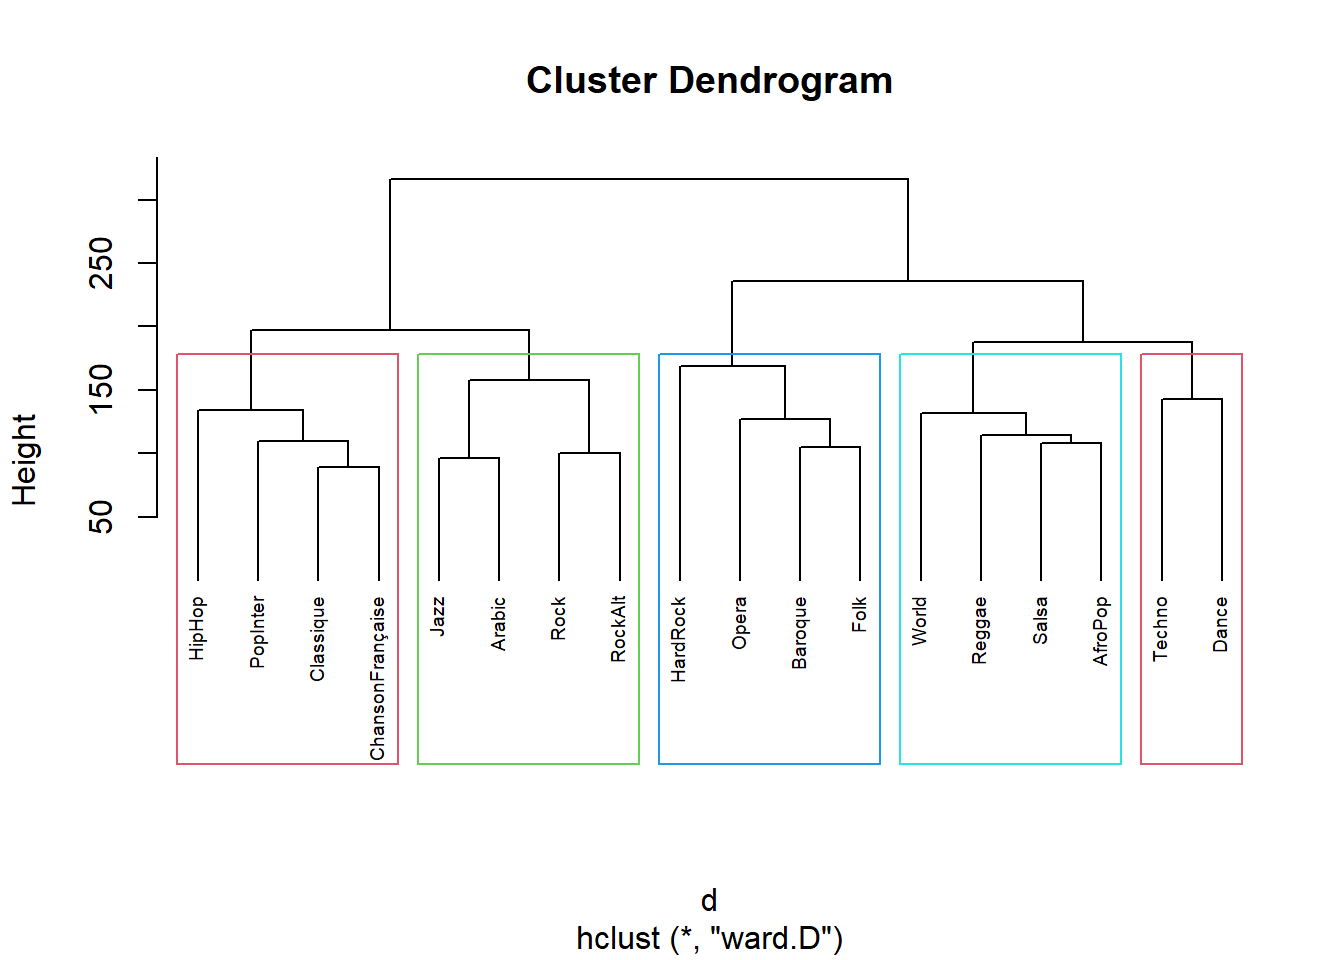 Cluster Dendrogram
Height
250
150
50
HipHop
PopInter
Classique
ChansonFrançaise
Jazz
Arabic
Rock
RockAlt
HardRock
Opera
Baroque
Folk
World
Reggae
Salsa
AfroPop
Techno
Dance
d
hclust (*, "ward.D")